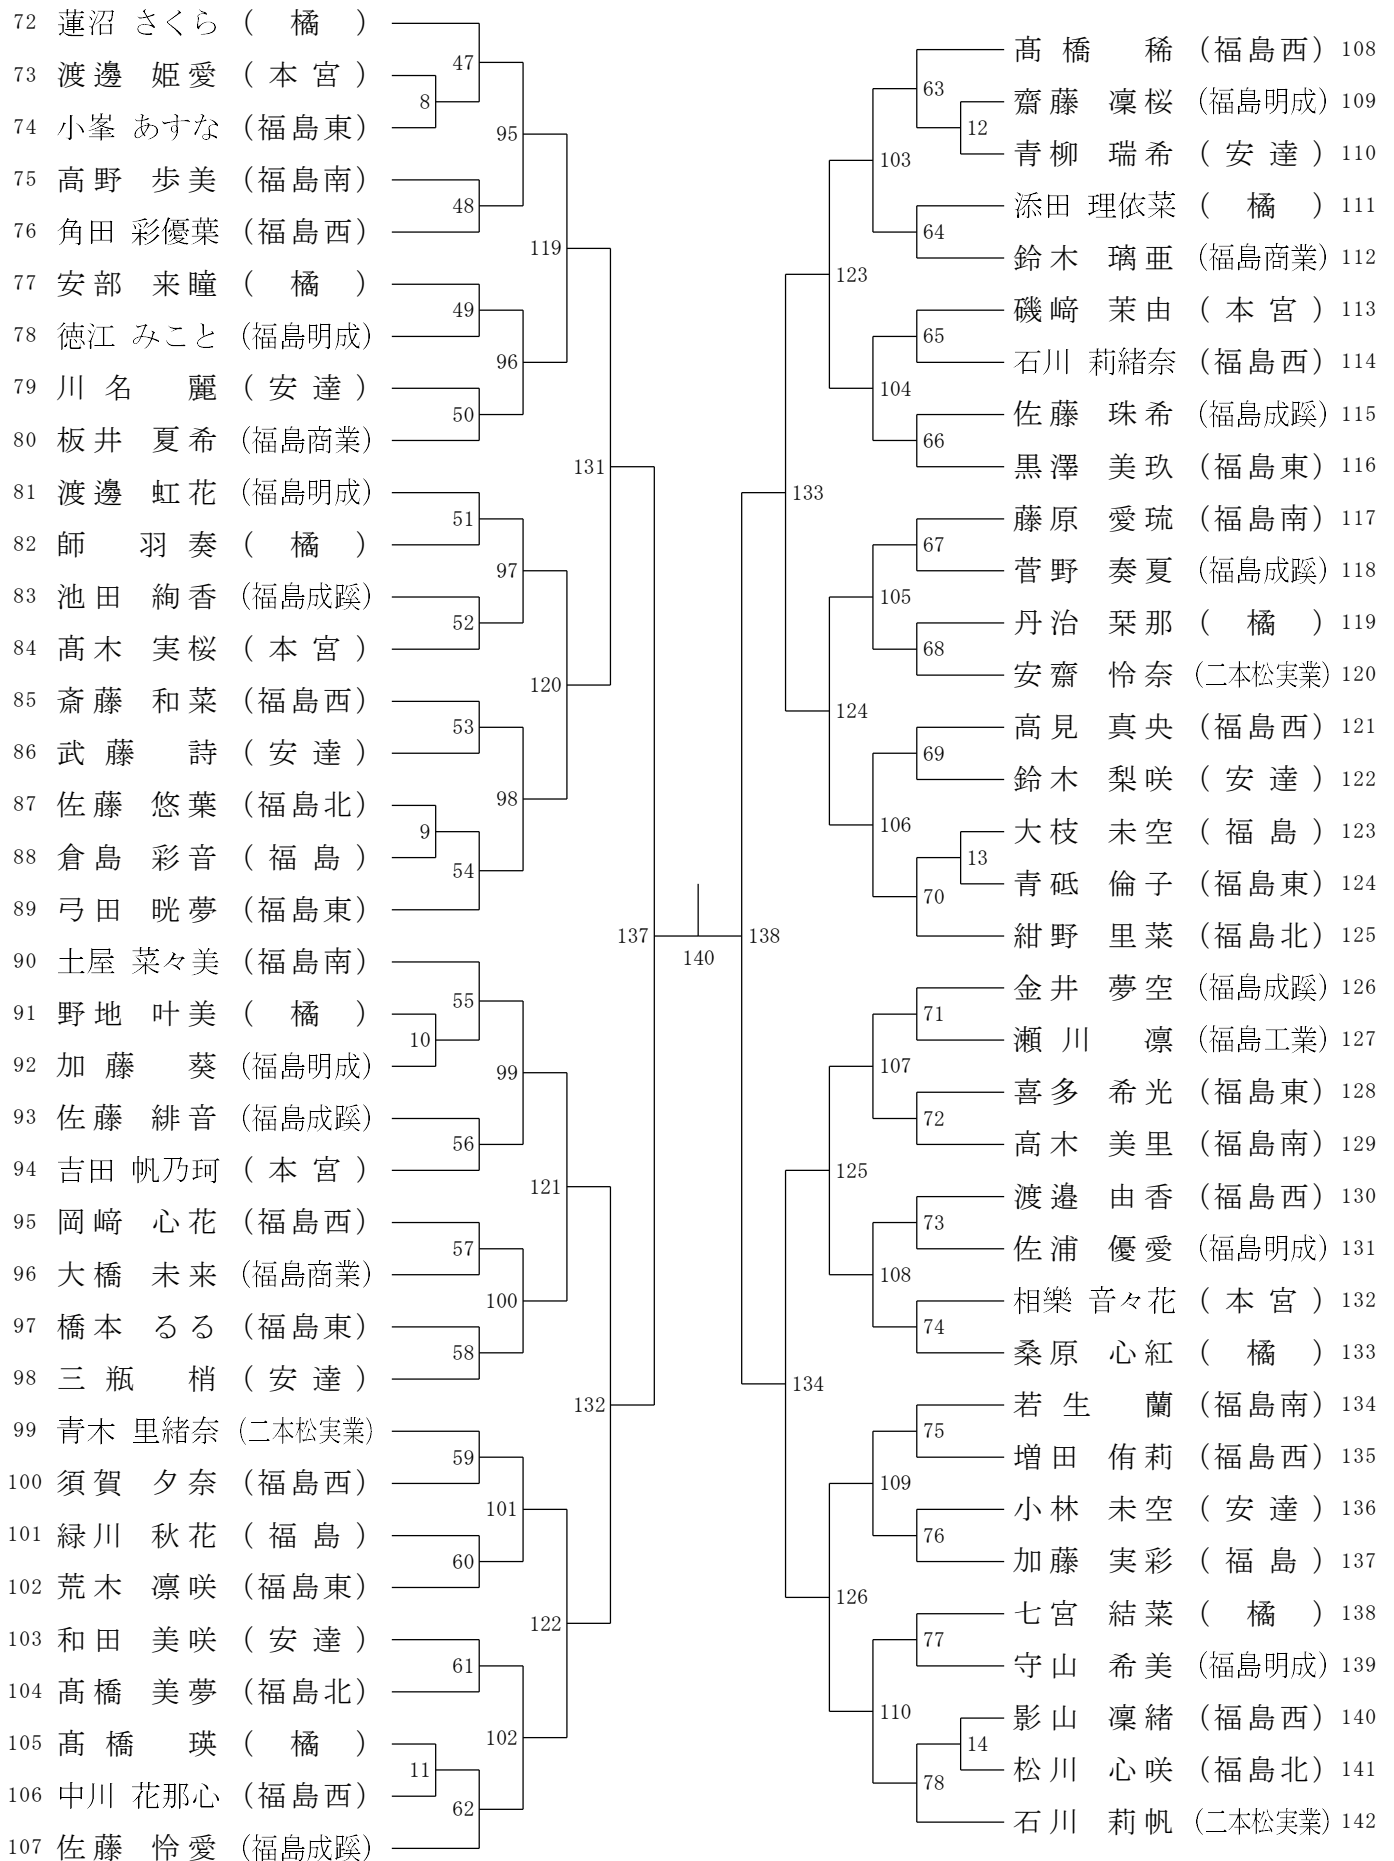 72 蓮沼 さくら ( 橘 )
73 渡邊 姫愛 ( 本宮 )
74 小峯 あすな (福島東)
75 高野 歩美 (福島南)
76 角田 彩優葉 (福島西)
77 安部 来瞳 ( 橘 )
78 徳江 みこと (福島明成)
79 川名 麗 ( 安達 )
80 板井 夏希 (福島商業)
81 渡邊 虹花 (福島明成)
82 師 羽奏 ( 橘 )
83 池田 絢香 (福島成蹊)
84 髙木 実桜 ( 本宮 )
85 斎藤 和菜 (福島西)
86 武藤 詩 ( 安達 )
87 佐藤 悠葉 (福島北)
88 倉島 彩音 ( 福島 )
89 弓田 晄夢 (福島東)
90 土屋 菜々美 (福島南)
91 野地 叶美 ( 橘 )
92 加藤 葵 (福島明成)
93 佐藤 緋音 (福島成蹊)
94 吉田 帆乃珂 ( 本宮 )
95 岡﨑 心花 (福島西)
96 大橋 未来 (福島商業)
97 橋本 るる (福島東)
98 三瓶 梢 ( 安達 )
99 青木 里緒奈 (二本松実業)
100 須賀 夕奈 (福島西)
101 緑川 秋花 ( 福島 )
102 荒木 凛咲 (福島東)
103 和田 美咲 ( 安達 )
104 髙橋 美夢 (福島北)
105 髙橋 瑛 ( 橘 )
106 中川 花那心 (福島西)
107 佐藤 怜愛 (福島成蹊)
8
9
10
11
47
48
49
50
51
52
53
54
55
56
57
58
59
60
61
62
95
96
97
98
99
100
101
102
119
120
121
122
131
132
137
140
138
133
134
123
124
125
126
103
104
105
106
107
108
109
110
63
64
65
66
67
68
69
70
71
72
73
74
75
76
77
78
12
13
14
髙橋 稀 (福島西) 108
齋藤 凜桜 (福島明成) 109
青柳 瑞希 ( 安達 ) 110
添田 理依菜 ( 橘 ) 111
鈴木 璃亜 (福島商業) 112
磯﨑 茉由 ( 本宮 ) 113
石川 莉緒奈 (福島西) 114
佐藤 珠希 (福島成蹊) 115
黒澤 美玖 (福島東) 116
藤原 愛琉 (福島南) 117
菅野 奏夏 (福島成蹊) 118
丹治 栞那 ( 橘 ) 119
安齋 怜奈 (二本松実業) 120
高見 真央 (福島西) 121
鈴木 梨咲 ( 安達 ) 122
大枝 未空 ( 福島 ) 123
青砥 倫子 (福島東) 124
紺野 里菜 (福島北) 125
金井 夢空 (福島成蹊) 126
瀬川 凛 (福島工業) 127
喜多 希光 (福島東) 128
高木 美里 (福島南) 129
渡邉 由香 (福島西) 130
佐浦 優愛 (福島明成) 131
相樂 音々花 ( 本宮 ) 132
桑原 心紅 ( 橘 ) 133
若生 蘭 (福島南) 134
増田 侑莉 (福島西) 135
小林 未空 ( 安達 ) 136
加藤 実彩 ( 福島 ) 137
七宮 結菜 ( 橘 ) 138
守山 希美 (福島明成) 139
影山 凜緒 (福島西) 140
松川 心咲 (福島北) 141
石川 莉帆 (二本松実業) 142